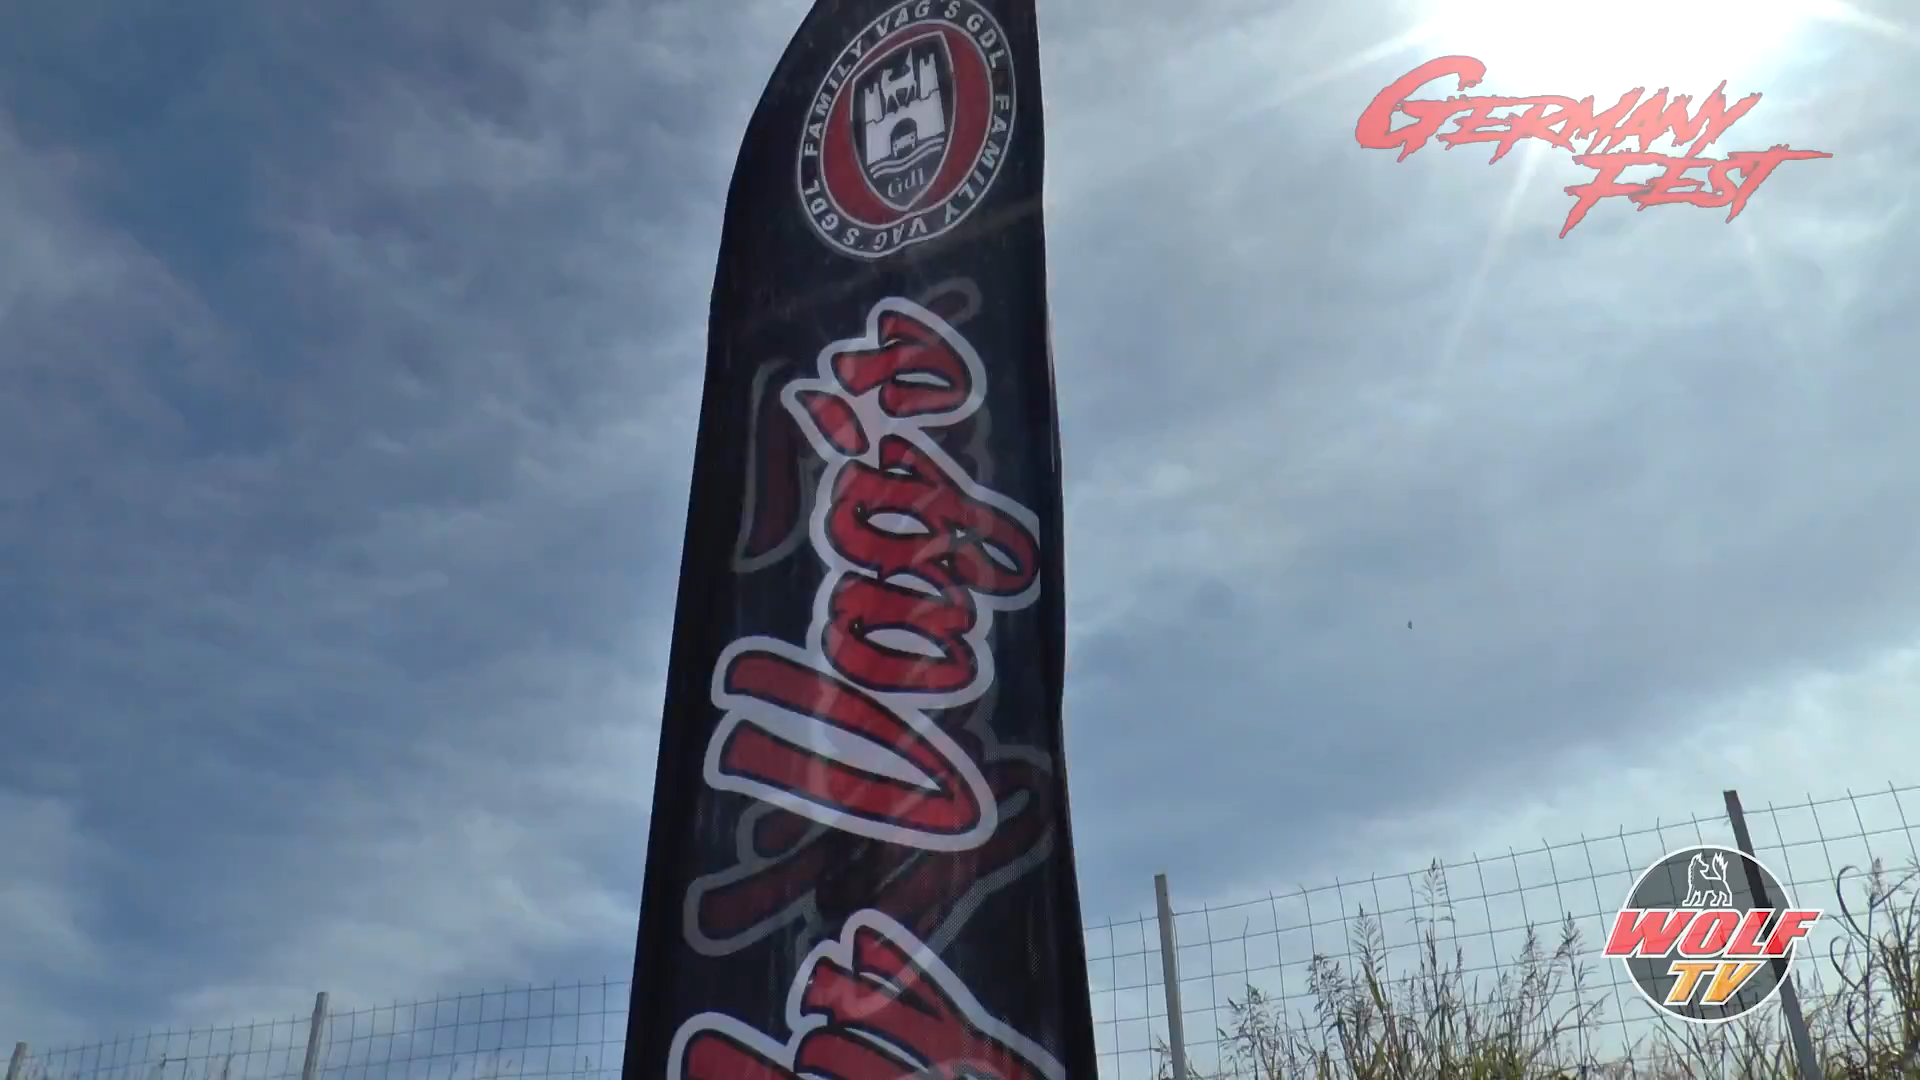 FAMILY VAG'S GDL FAMILY VAG'S GDL
Gdl
Vag's
GERMANY
FEST
WOLF
TV